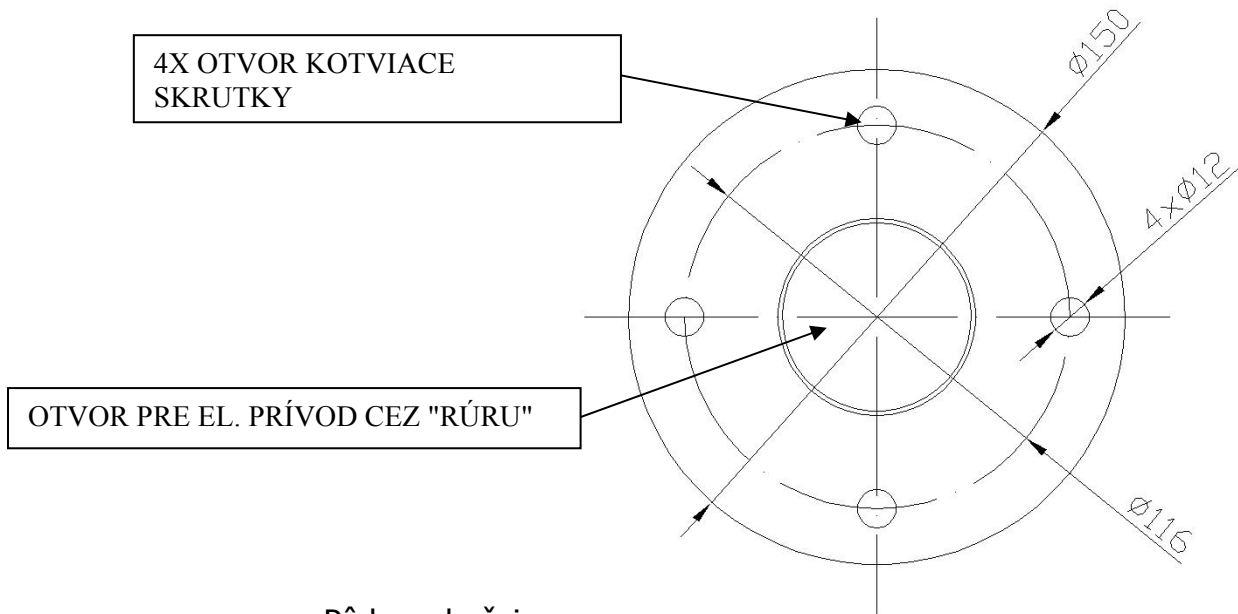 4X OTVOR KOTVIACE
SKRUTKY
Ø150
4xØ12
OTVOR PRE EL. PRÍVOD CEZ "RÚRU"
Ø116